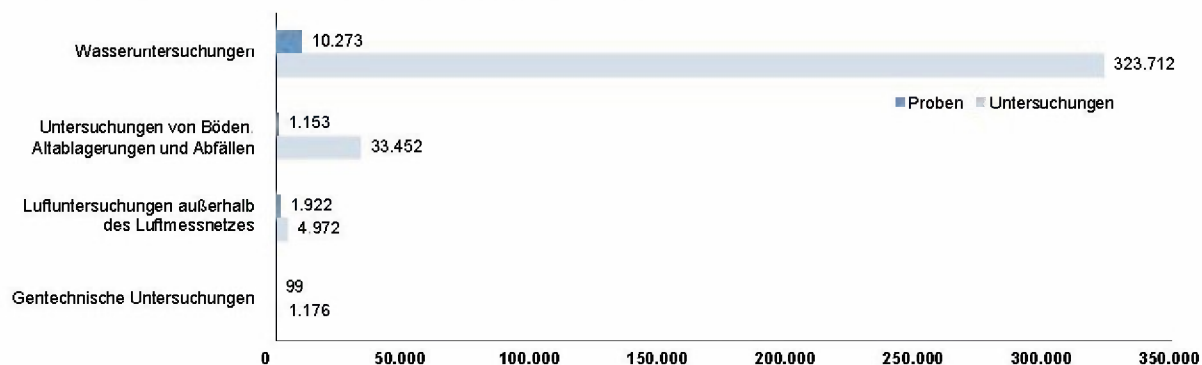 Wasseruntersuchungen
10.273
323.712
Proben Untersuchungen
Untersuchungen von Böden,
Altablagerungen und Abfällen
1.153
33.452
Luftuntersuchungen außerhalb
des Luftmessnetzes
1.922
4.972
Gentechnische Untersuchungen
99
1.176
0 50.000 100.000 150.000 200.000 250.000 300.000 350.000